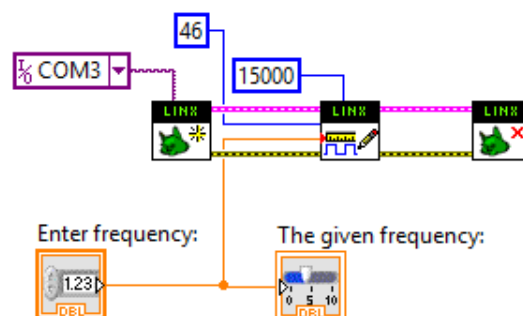 46
I/O COM3
15000
LINX
LINX
LINX
Enter frequency:
The given frequency:
1.23
0 5 10
DBL
DBL